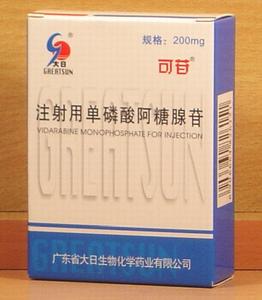 大日
GREATSUN
规格：200mg
可苷®
注射用单磷酸阿糖腺苷
VIDARABINE MONOPHOSPHATE FOR INJECTION
GREATSUN
广东省大日生物化学药业有限公司